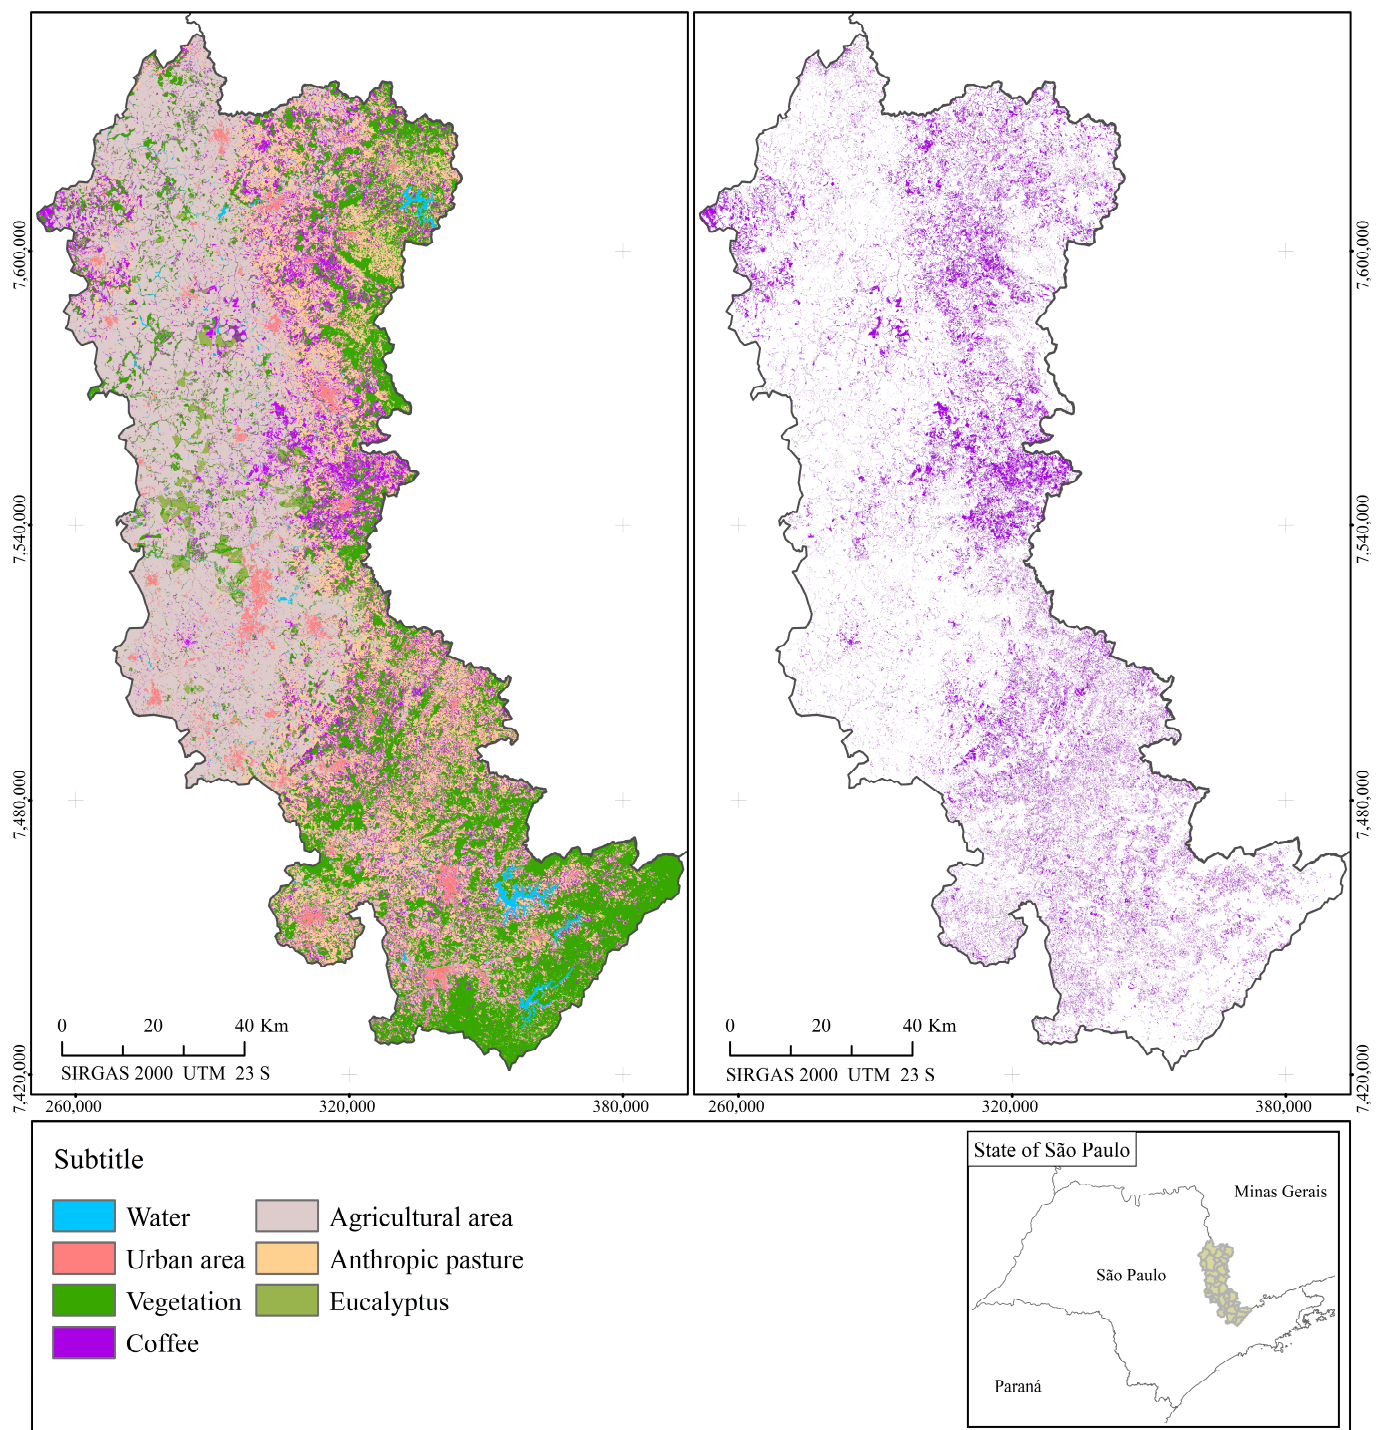 7,600,000
7,540,000
7,480,000
7,420,000
0 20 40 Km
SIRGAS 2000 UTM 23 S
260,000 320,000 380,000
0 20 40 Km
SIRGAS 2000 UTM 23 S
260,000 320,000 380,000
7,600,000
7,540,000
7,480,000
7,420,000
Subtitle
Water
Urban area
Vegetation
Coffee
Agricultural area
Anthropic pasture
Eucalyptus
State of São Paulo
Minas Gerais
São Paulo
Paraná